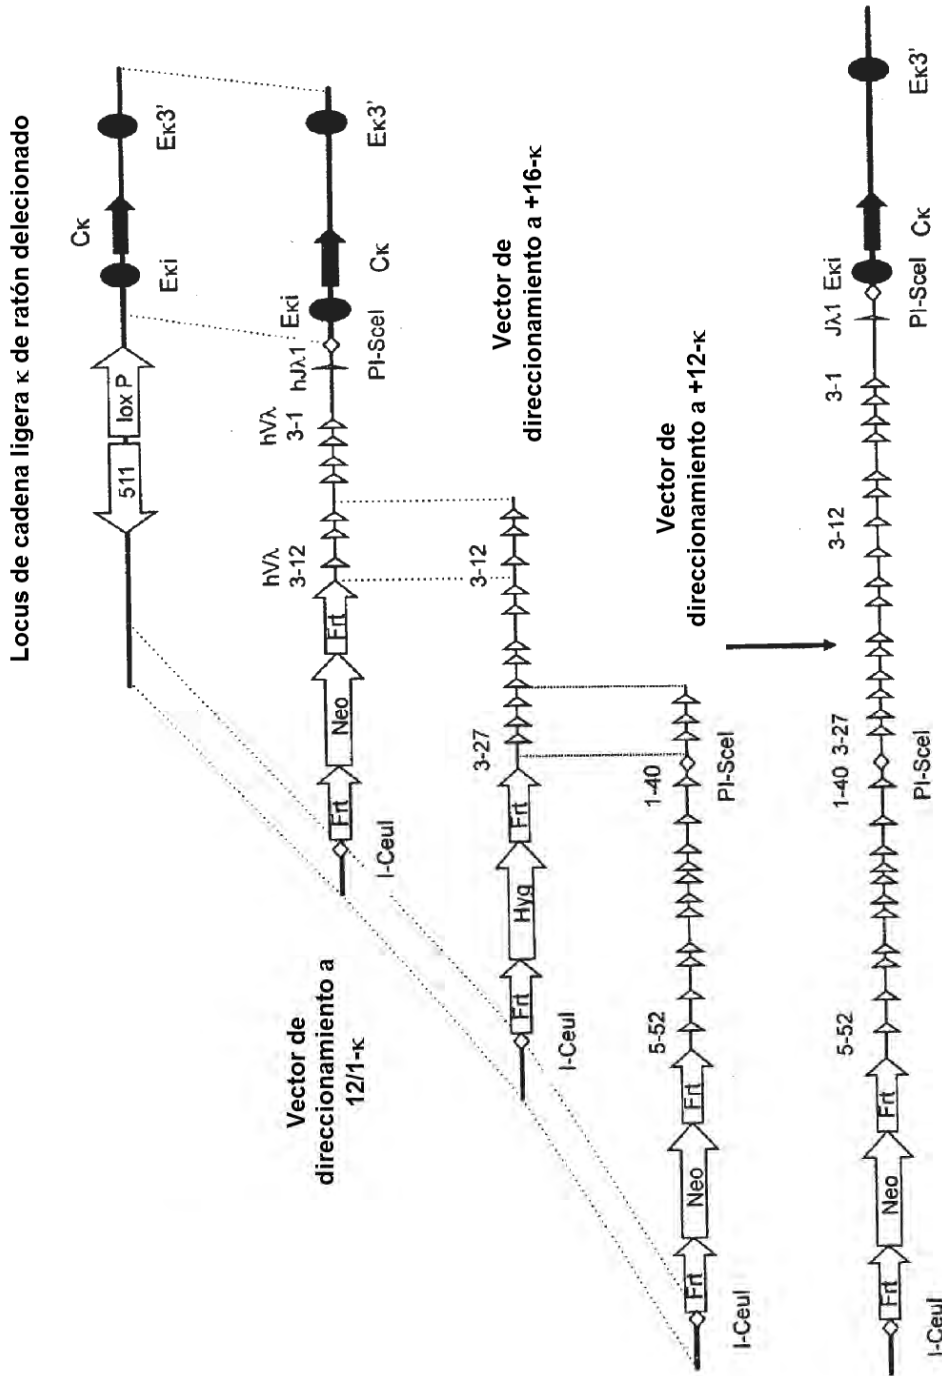 Locus de cadena ligera κ de ratón delecionado
511
lox P
Eκi
Cκ
Eκ3'
Vector de
direccionamiento a
12/1-κ
I-CeuI
Frt
Neo
Frt
hVλ
3-12
hVλ
3-1
hJλ1
PI-SceI
Eκi
Cκ
Eκ3'
Vector de
direccionamiento a +16-κ
I-CeuI
Frt
Hyg
Frt
3-27
3-12
Vector de
direccionamiento a +12-κ
I-CeuI
Frt
Neo
Frt
5-52
1-40
PI-SceI
I-CeuI
Frt
Neo
Frt
5-52
1-40 3-27
PI-SceI
3-12
3-1
Jλ1
Eκi
PI-SceI
Cκ
Eκ3'